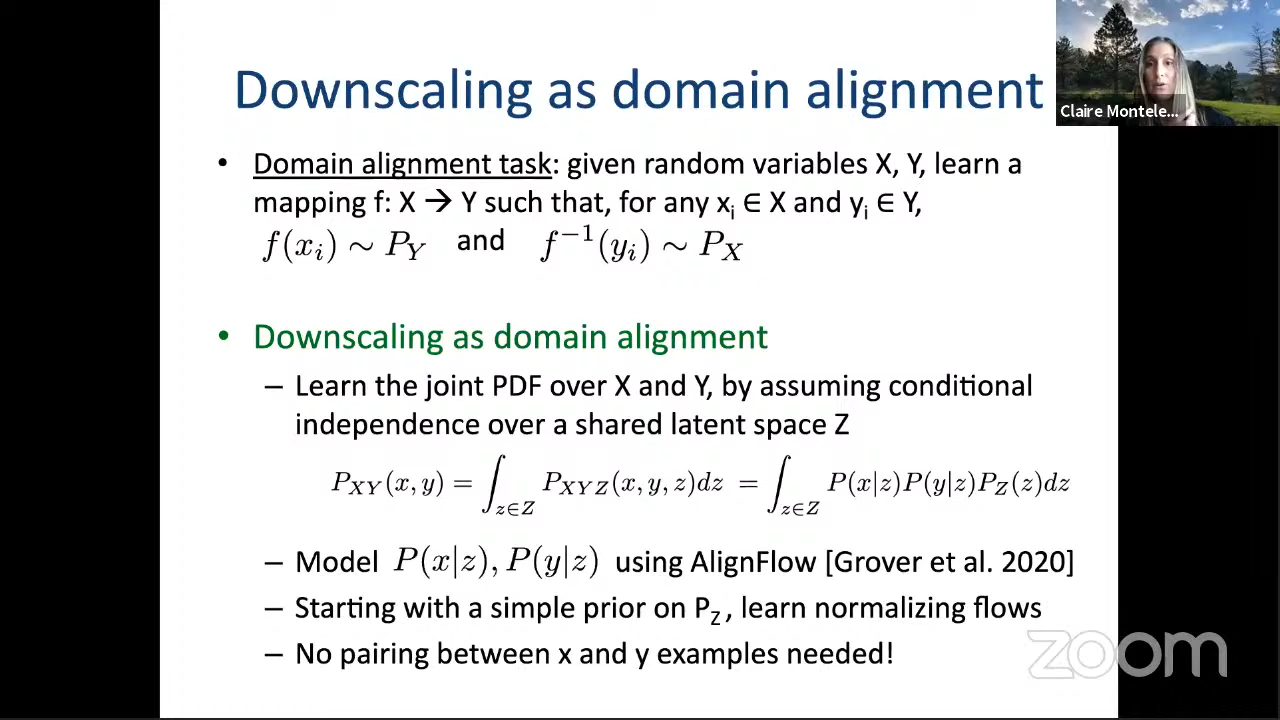 Downscaling as domain alignment
Claire Montele...
• Domain alignment task: given random variables X, Y, learn a
mapping f: X → Y such that, for any xᵢ ∈ X and yᵢ ∈ Y,
f(xᵢ) ∼ P_Y and f⁻¹(yᵢ) ∼ P_X
• Downscaling as domain alignment
– Learn the joint PDF over X and Y, by assuming conditional
independence over a shared latent space Z
P_XY(x, y) = ∫_{z∈Z} P_XYZ(x, y, z)dz = ∫_{z∈Z} P(x|z)P(y|z)P_Z(z)dz
– Model P(x|z), P(y|z) using AlignFlow [Grover et al. 2020]
– Starting with a simple prior on P_Z, learn normalizing flows
– No pairing between x and y examples needed!
zoom